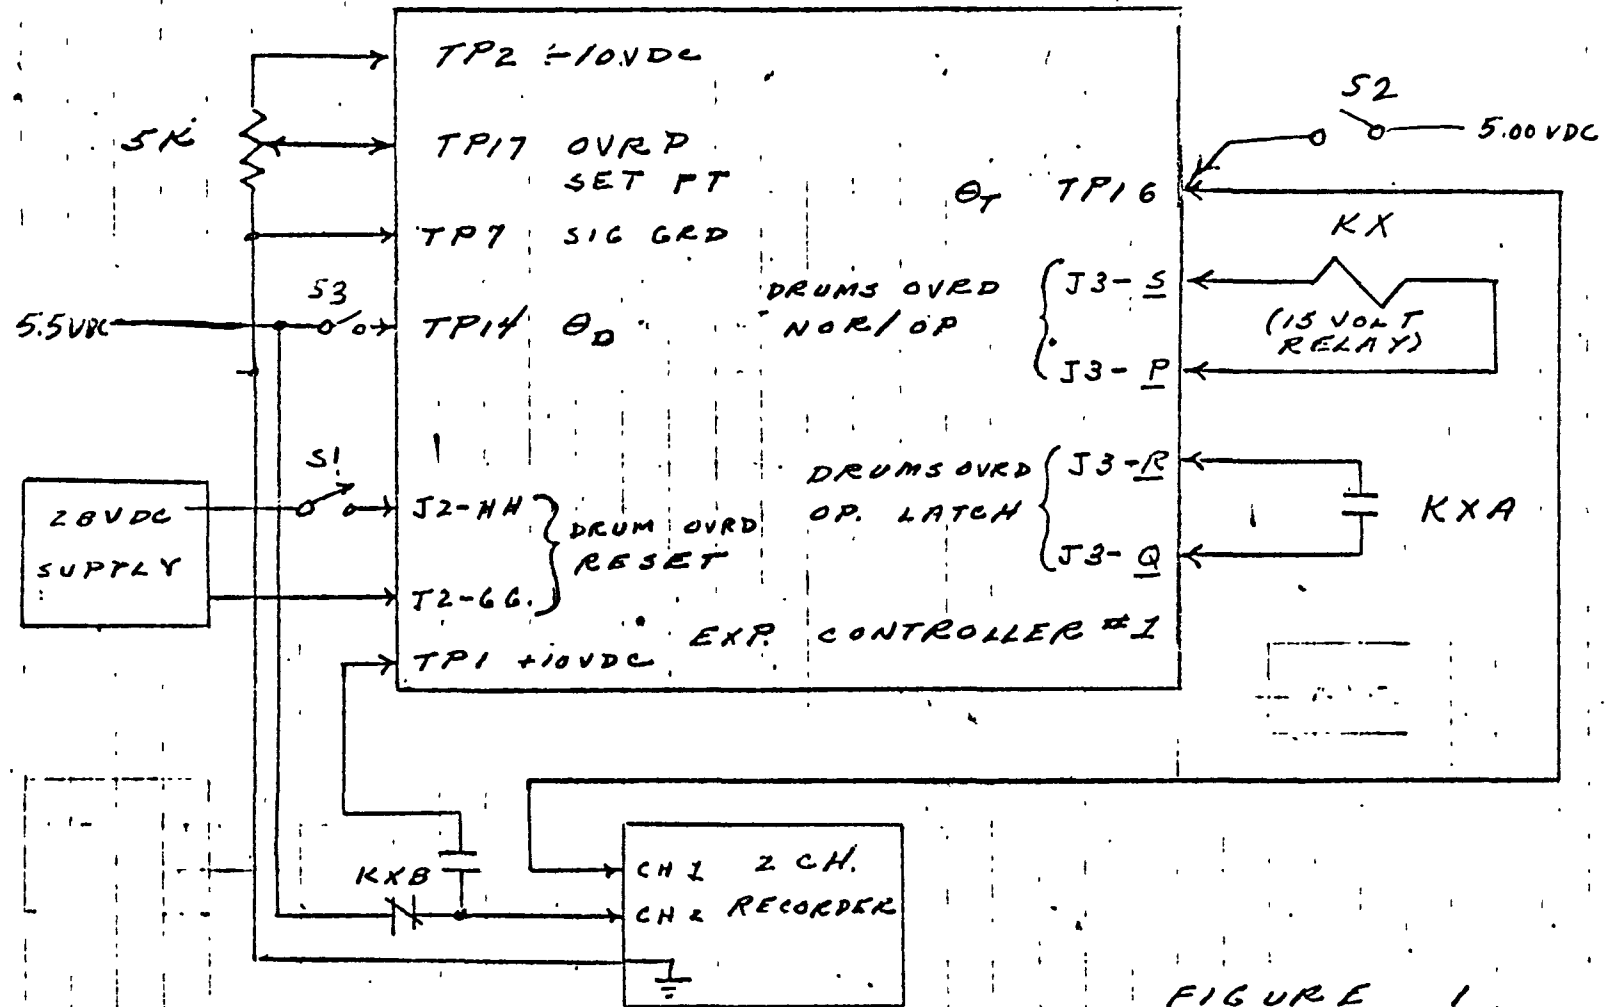 TP2 -10VDC
5K
TP17 OVRD
SET PT
TP7 SIG GRD
5.5VDC
S3
TP14 θD
28VDC
SUPPLY
S1
J2-HH
J2-GG.
DRUM OVRD
RESET
TP1 +10VDC
EXP. CONTROLLER #1
S2
5.00 VDC
θT TP16
KX
(15 VOLT
RELAY)
DRUMS OVRD
NOR/OP
J3-S
J3-P
DRUMS OVRD
OP. LATCH
J3-R
J3-Q
KXA
KXB
CH 1
CH 2
2 CH.
RECORDER
FIGURE 1